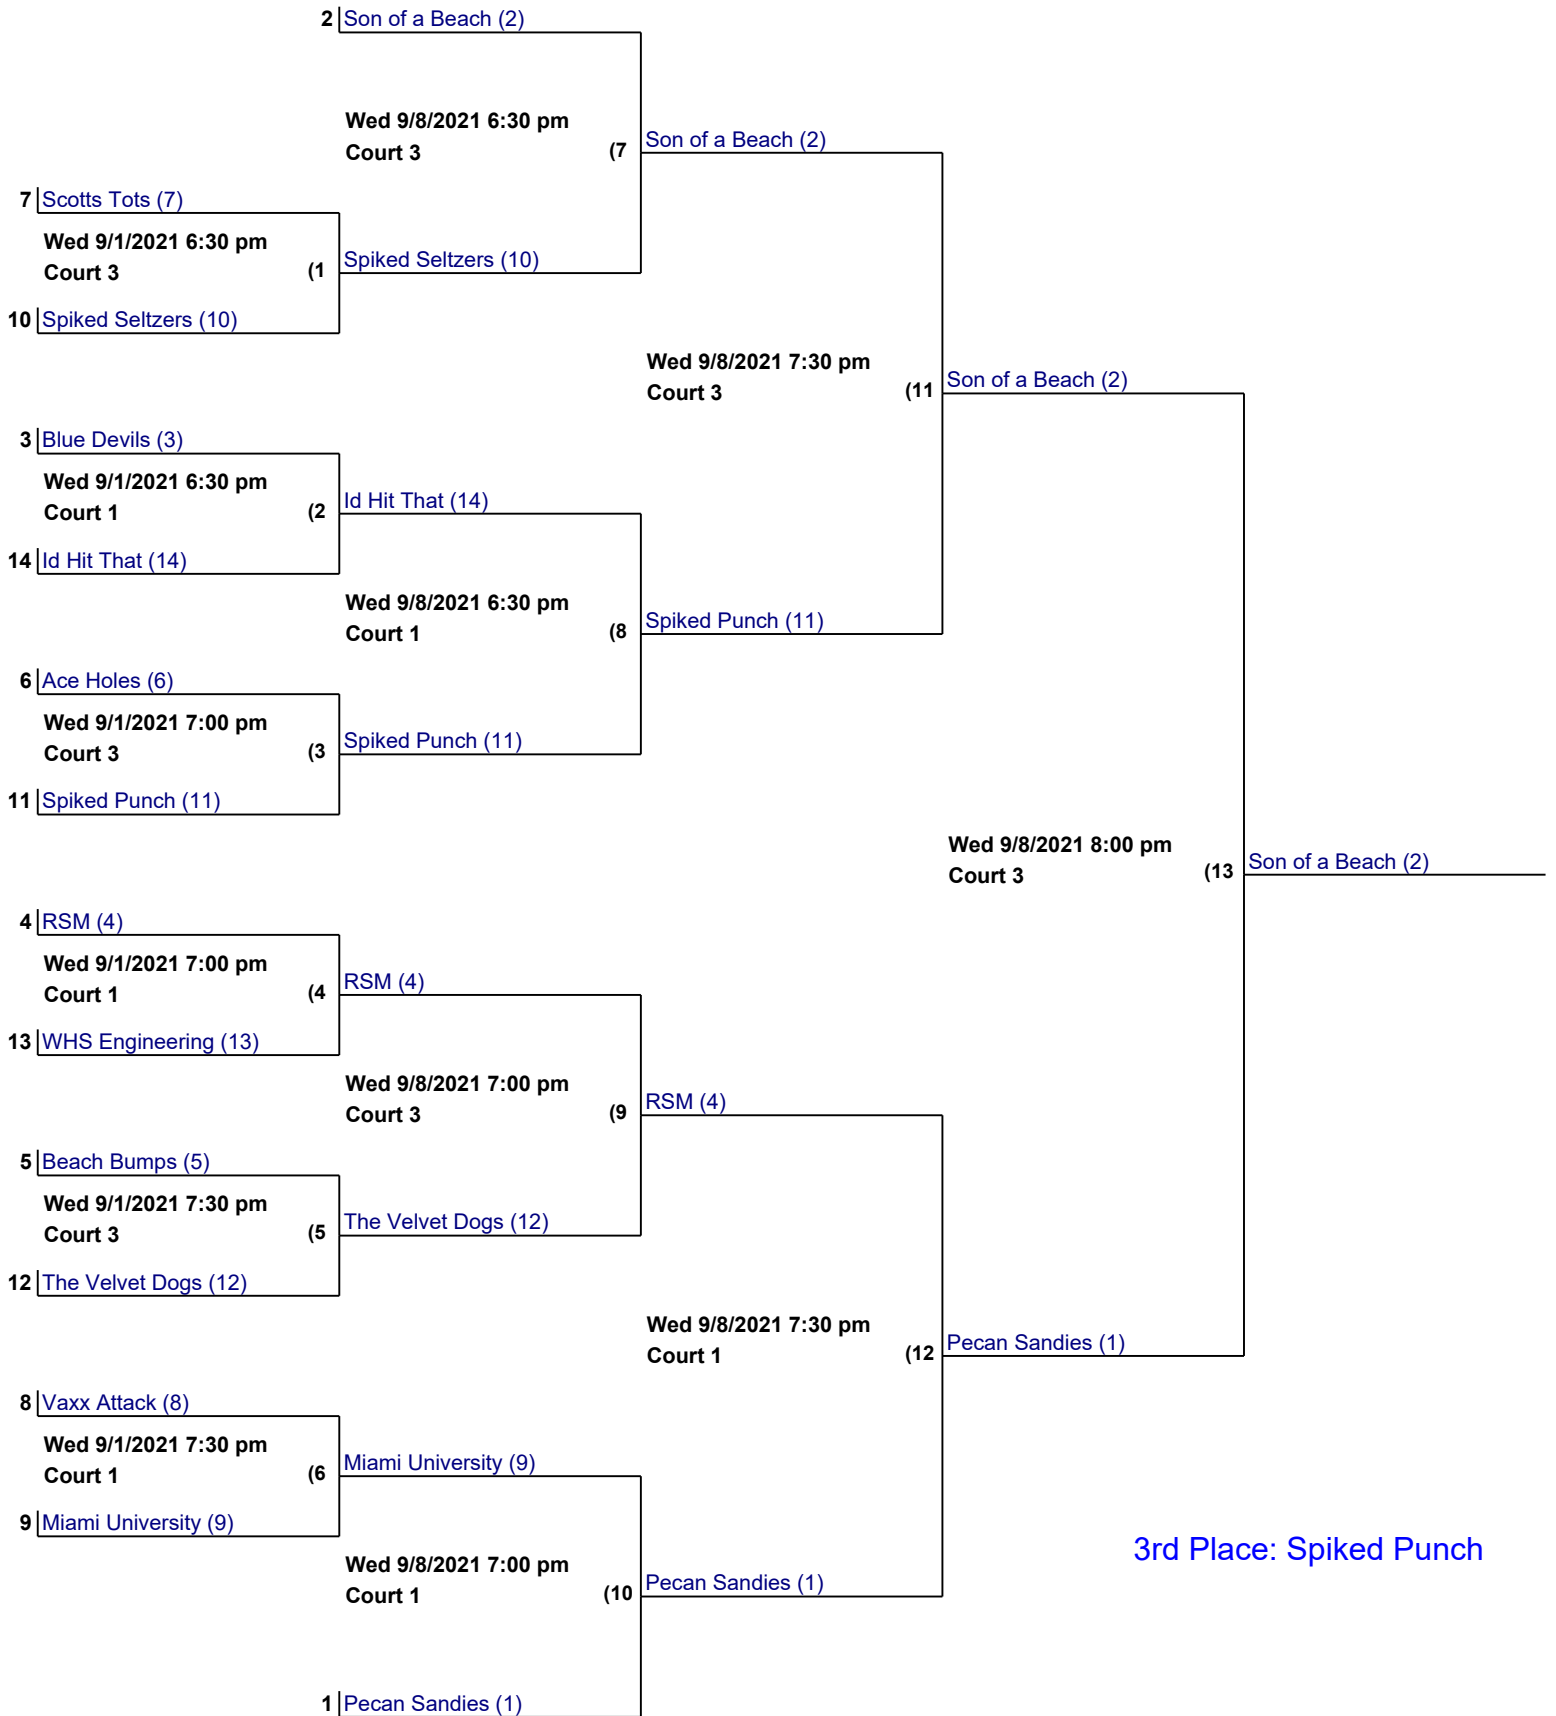 2 Son of a Beach (2)
Wed 9/8/2021 6:30 pm
Court 3 (7 Son of a Beach (2)
7 Scotts Tots (7)
Wed 9/1/2021 6:30 pm
Court 3 (1 Spiked Seltzers (10)
10 Spiked Seltzers (10)
Wed 9/8/2021 7:30 pm
Court 3 (11 Son of a Beach (2)
3 Blue Devils (3)
Wed 9/1/2021 6:30 pm
Court 1 (2 Id Hit That (14)
14 Id Hit That (14)
Wed 9/8/2021 6:30 pm
Court 1 (8 Spiked Punch (11)
6 Ace Holes (6)
Wed 9/1/2021 7:00 pm
Court 3 (3 Spiked Punch (11)
11 Spiked Punch (11)
Wed 9/8/2021 8:00 pm
Court 3 (13 Son of a Beach (2)
4 RSM (4)
Wed 9/1/2021 7:00 pm
Court 1 (4 RSM (4)
13 WHS Engineering (13)
Wed 9/8/2021 7:00 pm
Court 3 (9 RSM (4)
5 Beach Bumps (5)
Wed 9/1/2021 7:30 pm
Court 3 (5 The Velvet Dogs (12)
12 The Velvet Dogs (12)
Wed 9/8/2021 7:30 pm
Court 1 (12 Pecan Sandies (1)
8 Vaxx Attack (8)
Wed 9/1/2021 7:30 pm
Court 1 (6 Miami University (9)
9 Miami University (9)
3rd Place: Spiked Punch
Wed 9/8/2021 7:00 pm
Court 1 (10 Pecan Sandies (1)
1 Pecan Sandies (1)